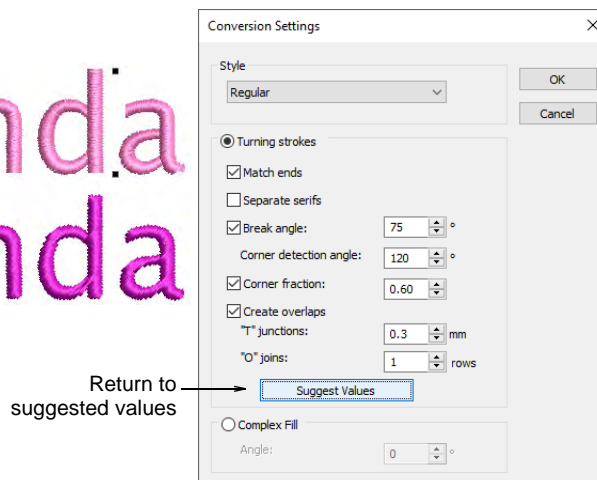 Conversion Settings
Style
Regular
OK
Cancel
Turning strokes
Match ends
Separate serifs
Break angle: 75 °
Corner detection angle: 120 °
Corner fraction: 0.60
Create overlaps
"T" junctions: 0.3 mm
"O" joins: 1 rows
Suggest Values
Complex Fill
Angle: 0 °
nda
nda
Return to
suggested values